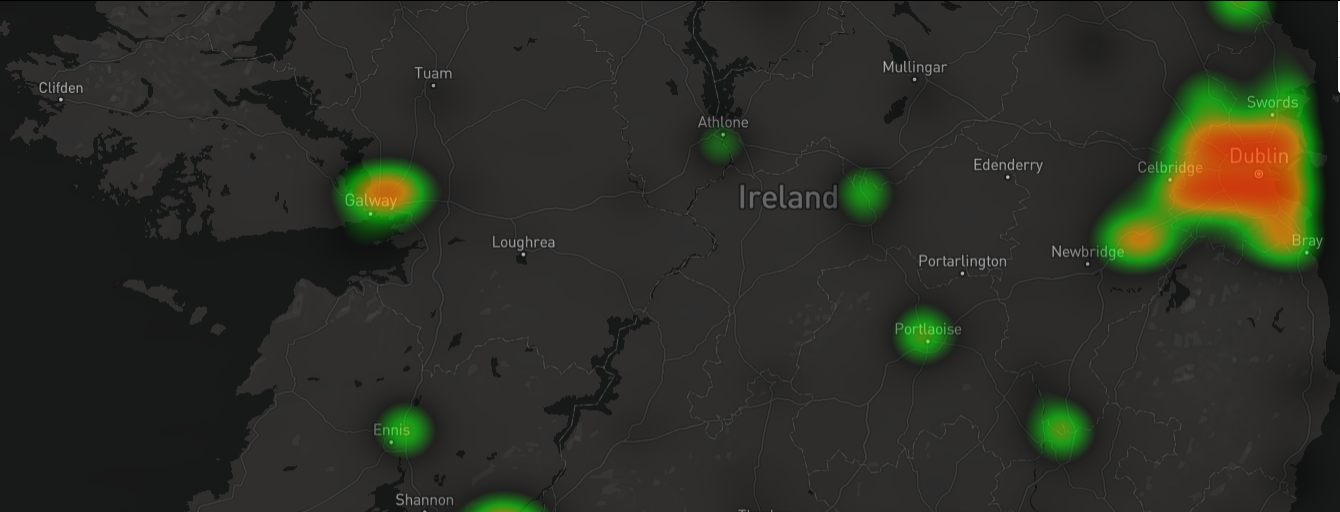 Tuam
Mullingar
Clifden
Swords
Athlone
Dublin
Edenderry
Celbridge
Ireland
Galway
Loughrea
Bray
Newbridge
Portarlington
Portlaoise
Ennis
Shannon